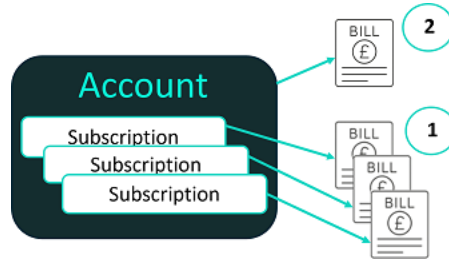 Account
Subscription
Subscription
Subscription
BILL
£
2
BILL
£
BILL
£
BILL
£
1